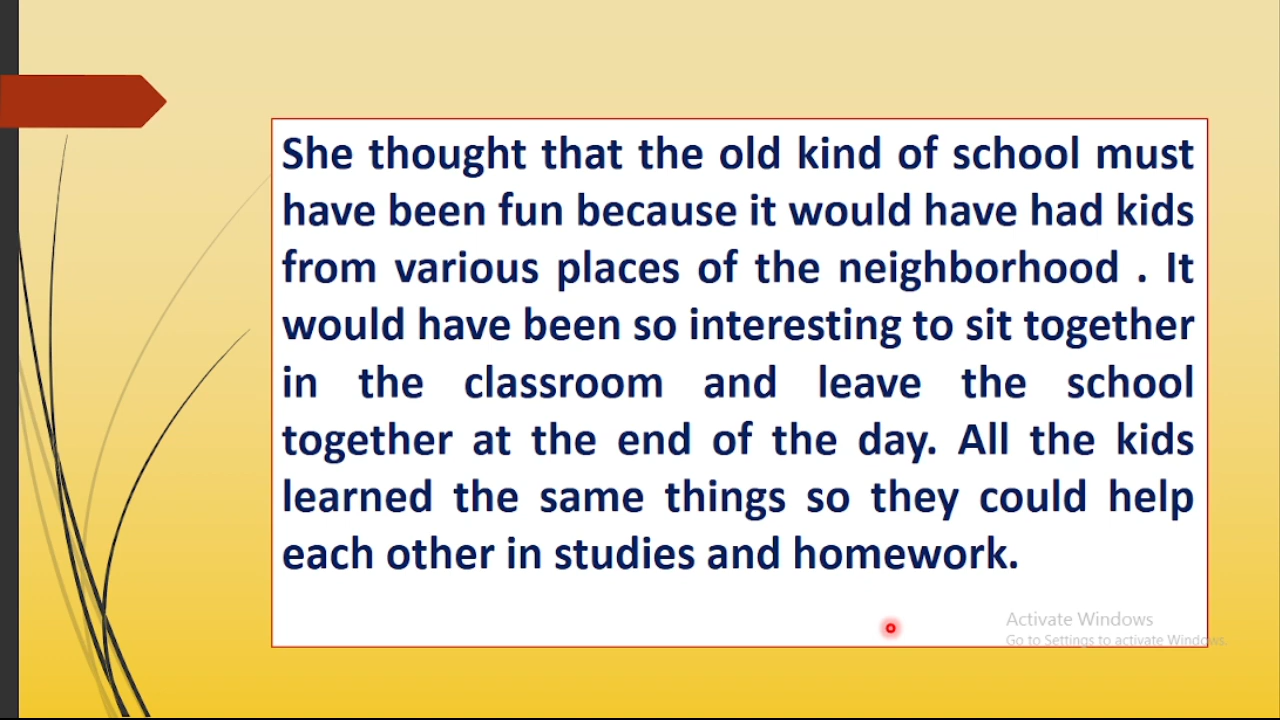 She thought that the old kind of school must
have been fun because it would have had kids
from various places of the neighborhood . It
would have been so interesting to sit together
in the classroom and leave the school
together at the end of the day. All the kids
learned the same things so they could help
each other in studies and homework.
Activate Windows
Go to Settings to activate Windows.